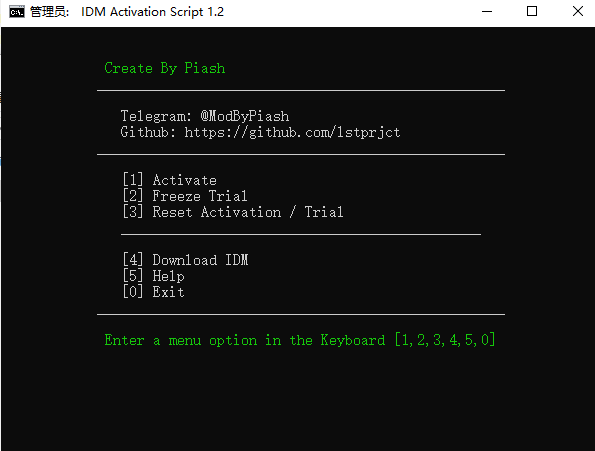 管理员: IDM Activation Script 1.2
Create By Piash
Telegram: @ModByPiash
Github: https://github.com/lstprjct
[1] Activate
[2] Freeze Trial
[3] Reset Activation / Trial
[4] Download IDM
[5] Help
[0] Exit
Enter a menu option in the Keyboard [1,2,3,4,5,0]